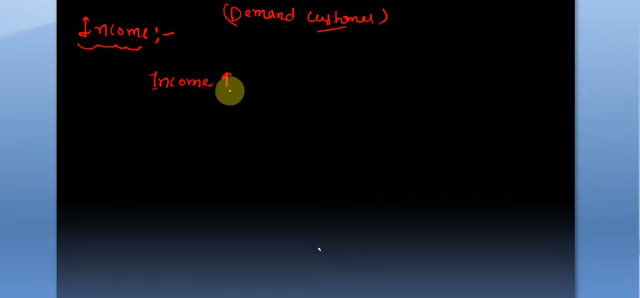 (Demand customer)
Income :-
Income ↑